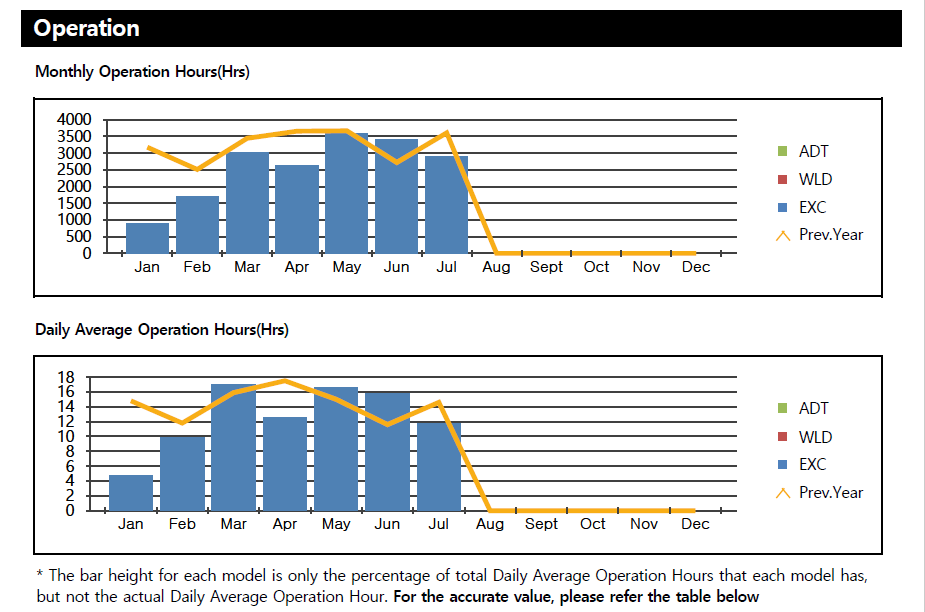 Operation
Monthly Operation Hours(Hrs)
4000
3500
3000
2500
2000
1500
1000
500
0
Jan Feb Mar Apr May Jun Jul Aug Sept Oct Nov Dec
ADT
WLD
EXC
Prev.Year
Daily Average Operation Hours(Hrs)
18
16
14
12
10
8
6
4
2
0
Jan Feb Mar Apr May Jun Jul Aug Sept Oct Nov Dec
ADT
WLD
EXC
Prev.Year
* The bar height for each model is only the percentage of total Daily Average Operation Hours that each model has,
but not the actual Daily Average Operation Hour. For the accurate value, please refer the table below